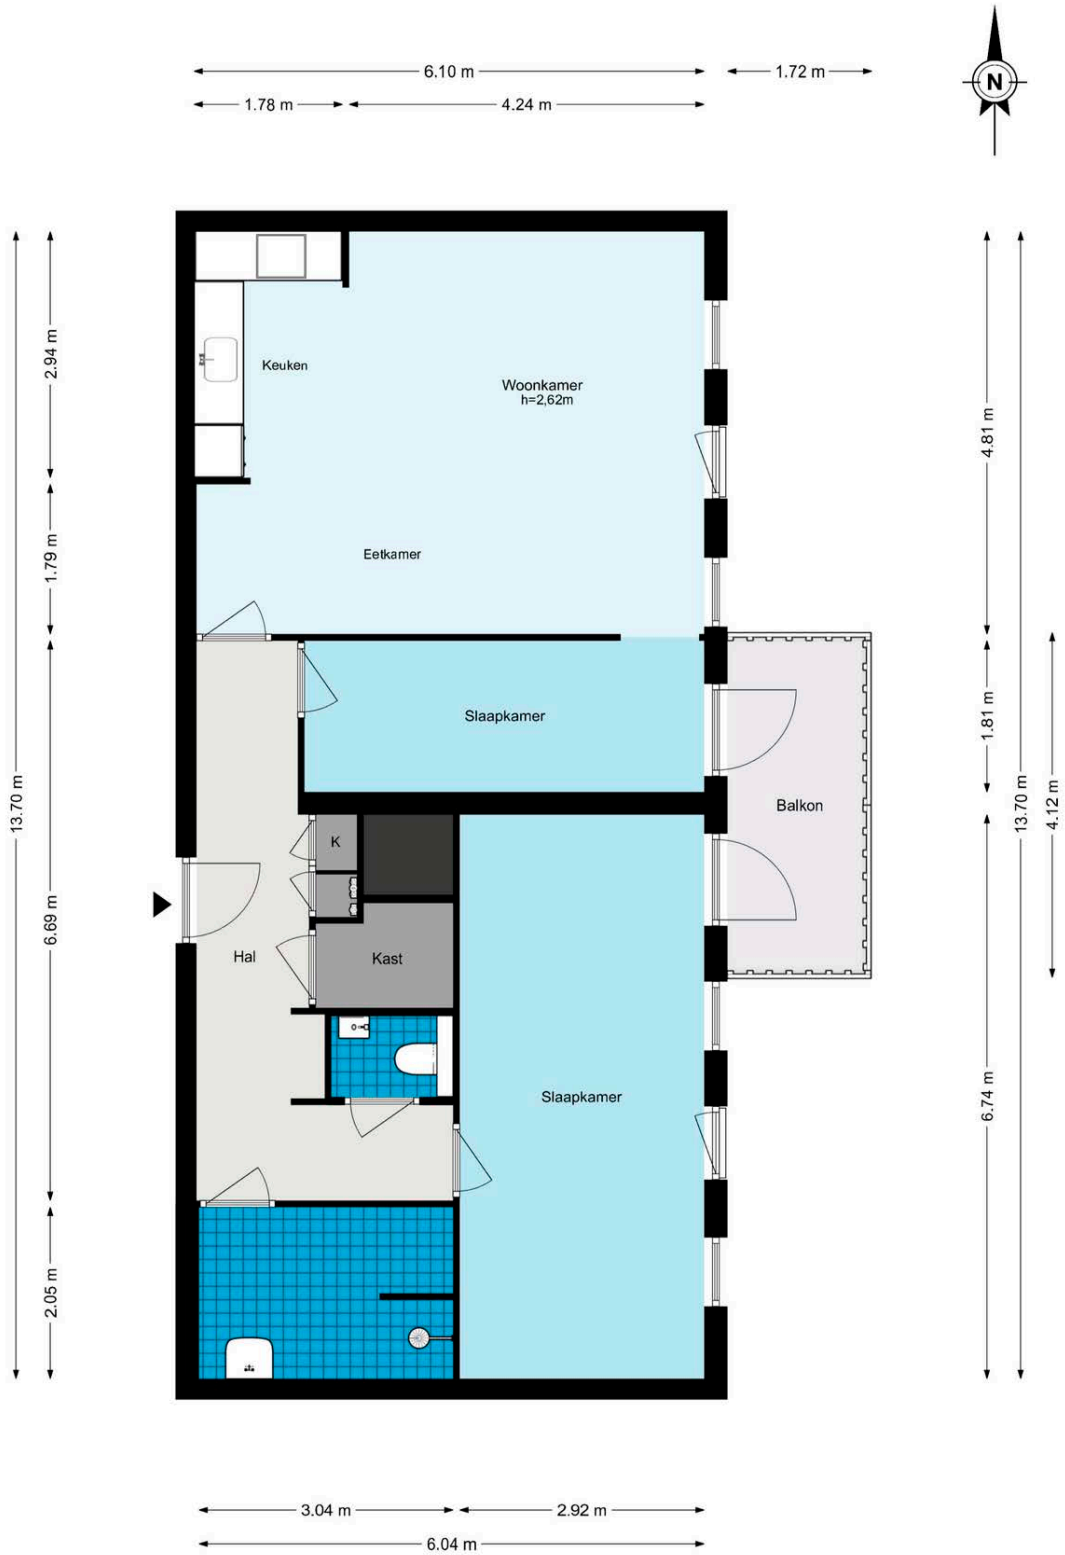 6.10 m
1.72 m
1.78 m
4.24 m
N
2.94 m
Keuken
Woonkamer
h=2,62m
4.81 m
1.79 m
Eetkamer
Slaapkamer
1.81 m
13.70 m
Balkon
13.70 m
4.12 m
K
6.69 m
Hal
Kast
Slaapkamer
6.74 m
2.05 m
3.04 m
2.92 m
6.04 m